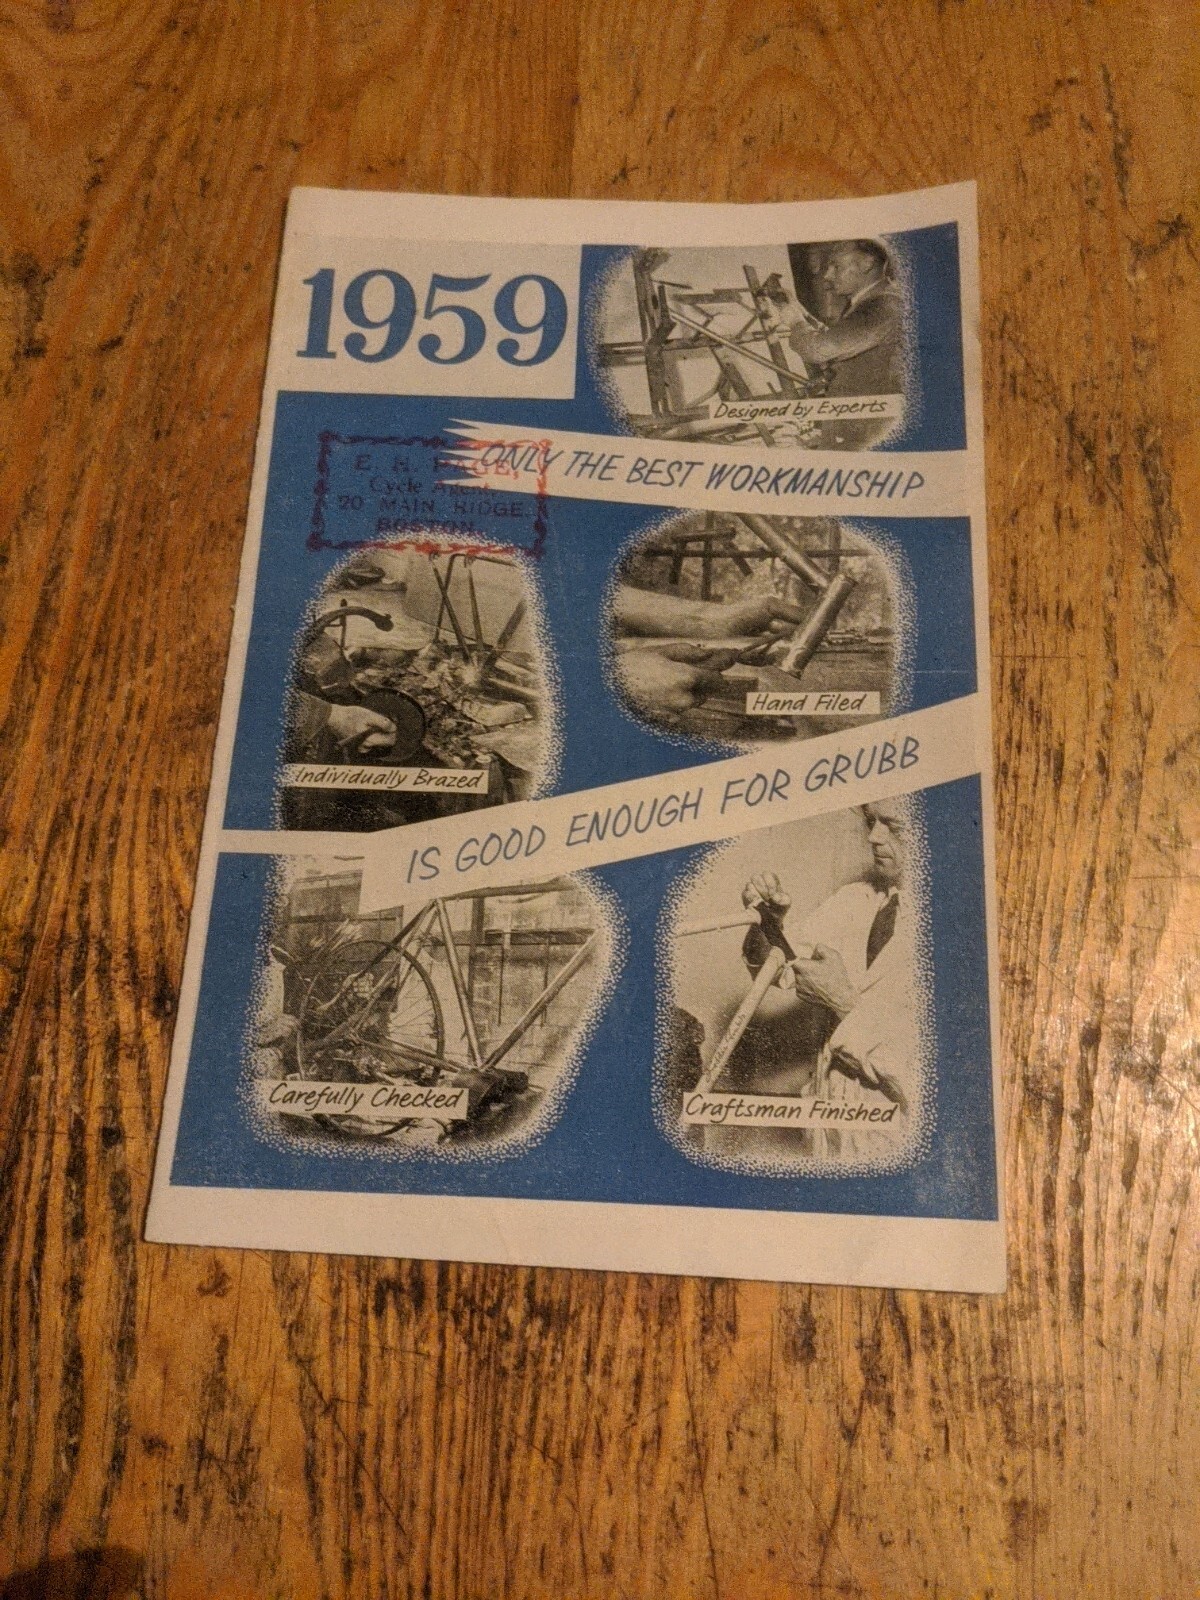 1959
Designed by Experts
ONLY THE BEST WORKMANSHIP
E. H. PAGE,
Cycle Agent,
20 MAIN RIDGE,
BOSTON.
Hand Filed
Individually Brazed
IS GOOD ENOUGH FOR GRUBB
Carefully Checked
Craftsman Finished